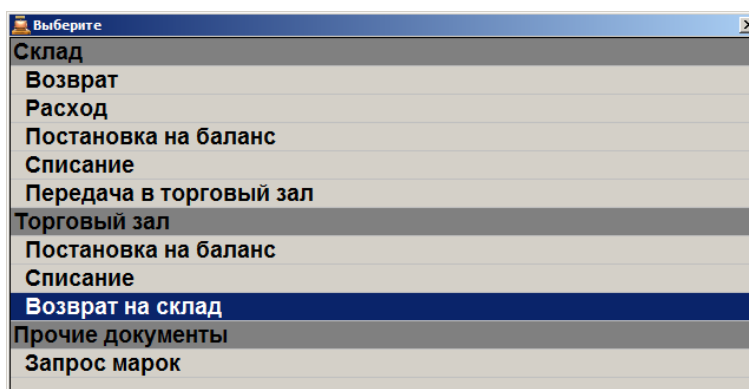 Выберите
Склад
Возврат
Расход
Постановка на баланс
Списание
Передача в торговый зал
Торговый зал
Постановка на баланс
Списание
Возврат на склад
Прочие документы
Запрос марок